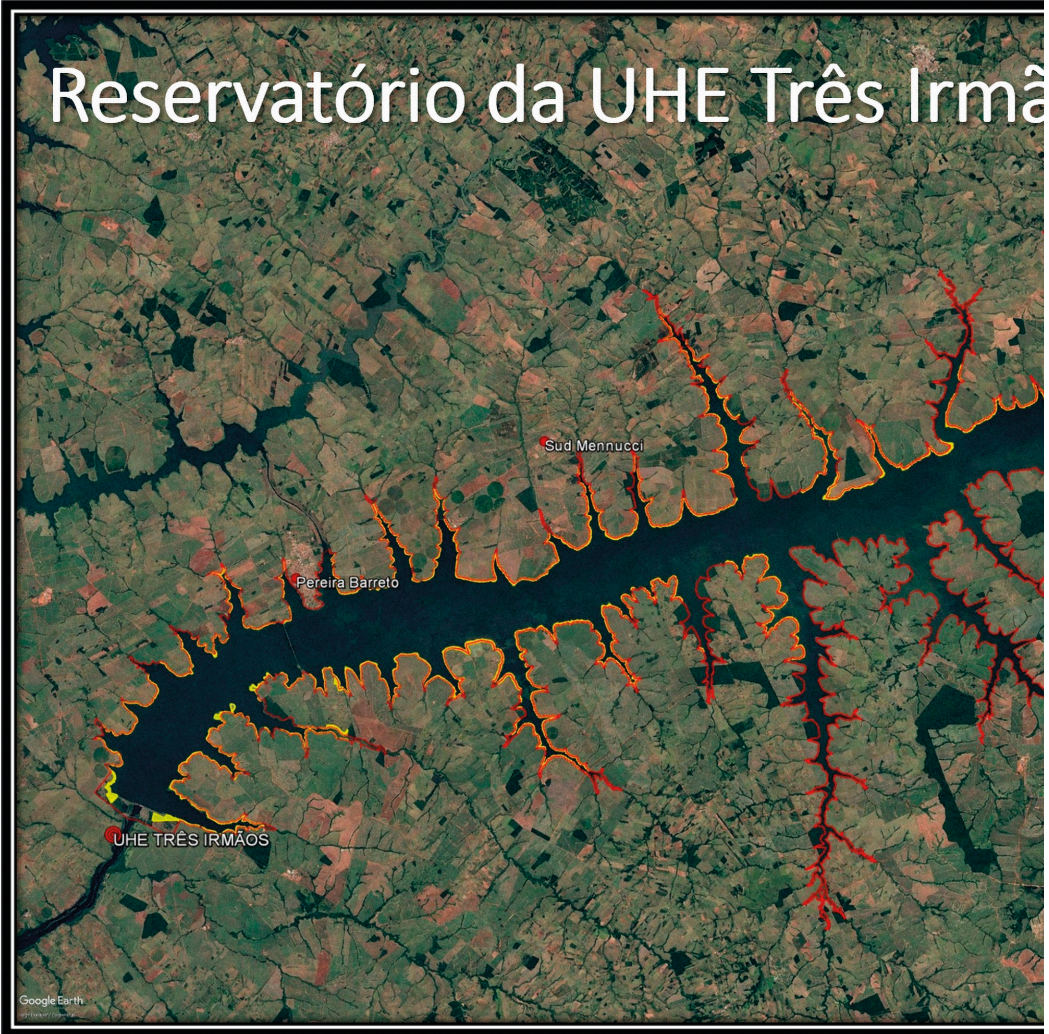 Reservatório da UHE Três Irmã
Sud Mennucci
Pereira Barreto
UHE TRÊS IRMÃOS
Google Earth